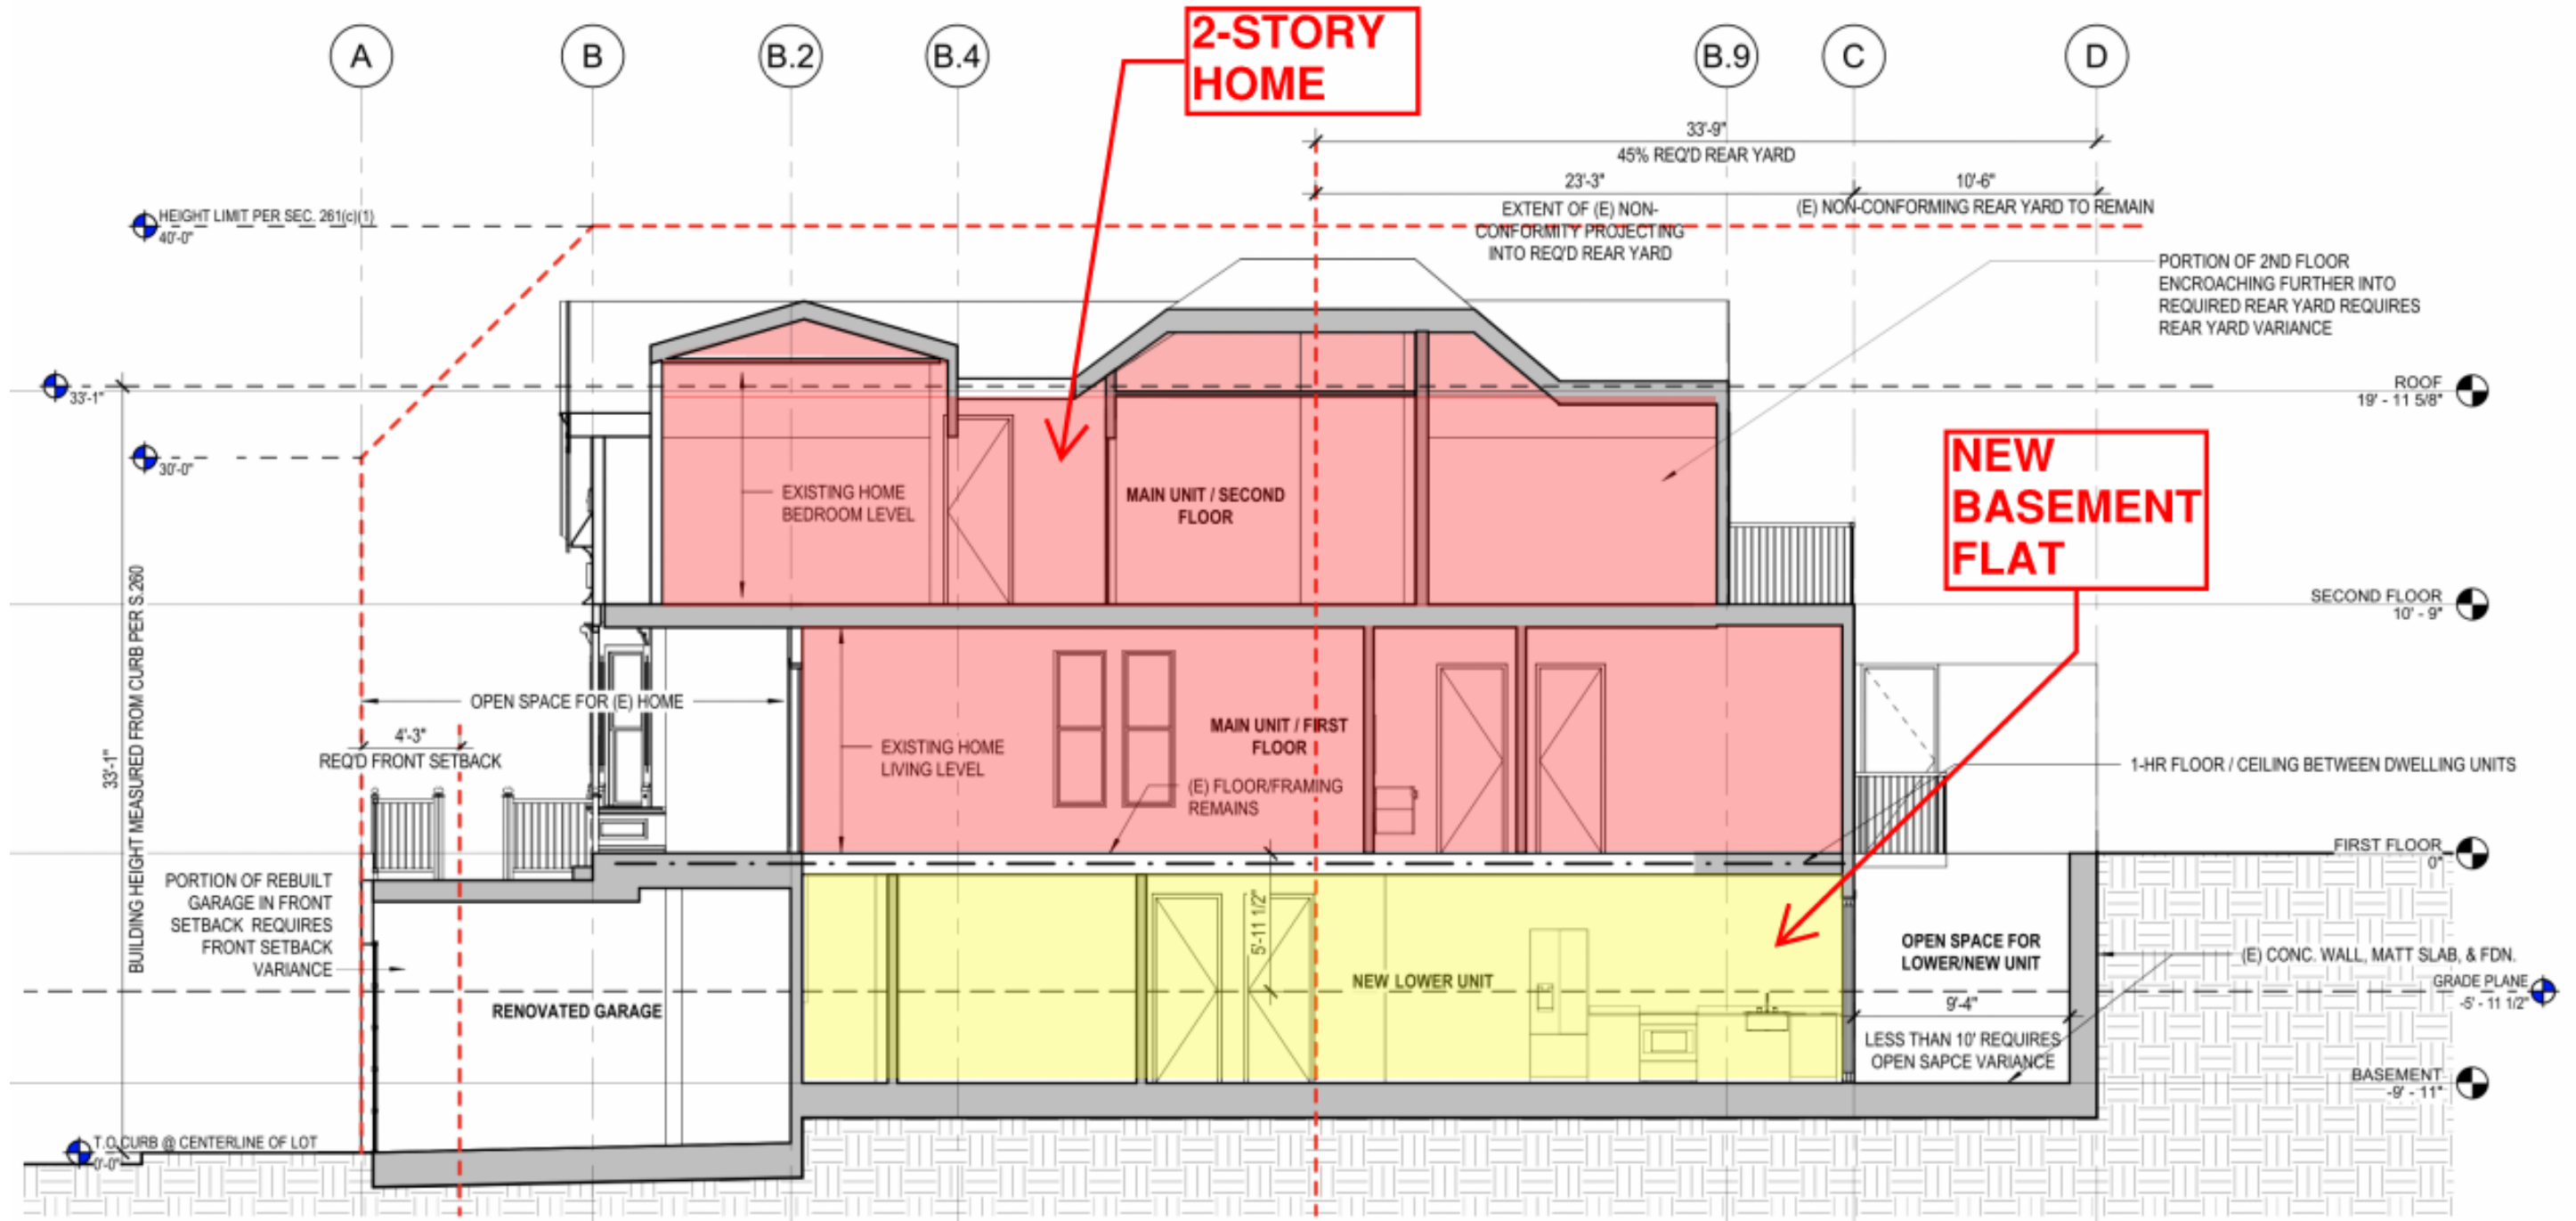 A
B
B.2
B.4
B.9
C
D
2-STORY
HOME
33'-9"
45% REQ'D REAR YARD
23'-3"
10'-6"
EXTENT OF (E) NON-
CONFORMITY PROJECTING
INTO REQ'D REAR YARD
(E) NON-CONFORMING REAR YARD TO REMAIN
HEIGHT LIMIT PER SEC. 261(c)(1)
40'-0"
PORTION OF 2ND FLOOR
ENCROACHING FURTHER INTO
REQUIRED REAR YARD REQUIRES
REAR YARD VARIANCE
33'-1"
ROOF
19' - 11 5/8"
30'-0"
NEW
BASEMENT
FLAT
EXISTING HOME
BEDROOM LEVEL
MAIN UNIT / SECOND
FLOOR
SECOND FLOOR
10' - 9"
BUILDING HEIGHT MEASURED FROM CURB PER S.260
33'-1"
OPEN SPACE FOR (E) HOME
4'-3"
REQ'D FRONT SETBACK
EXISTING HOME
LIVING LEVEL
MAIN UNIT / FIRST
FLOOR
(E) FLOOR/FRAMING
REMAINS
1-HR FLOOR / CEILING BETWEEN DWELLING UNITS
FIRST FLOOR
0"
PORTION OF REBUILT
GARAGE IN FRONT
SETBACK REQUIRES
FRONT SETBACK
VARIANCE
5'-11 1/2"
OPEN SPACE FOR
LOWER/NEW UNIT
(E) CONC. WALL, MATT SLAB, & FDN.
NEW LOWER UNIT
GRADE PLANE
-5' - 11 1/2"
RENOVATED GARAGE
9'-4"
LESS THAN 10' REQUIRES
OPEN SAPCE VARIANCE
BASEMENT
-9' - 11"
T.O.CURB @ CENTERLINE OF LOT
0'-0"